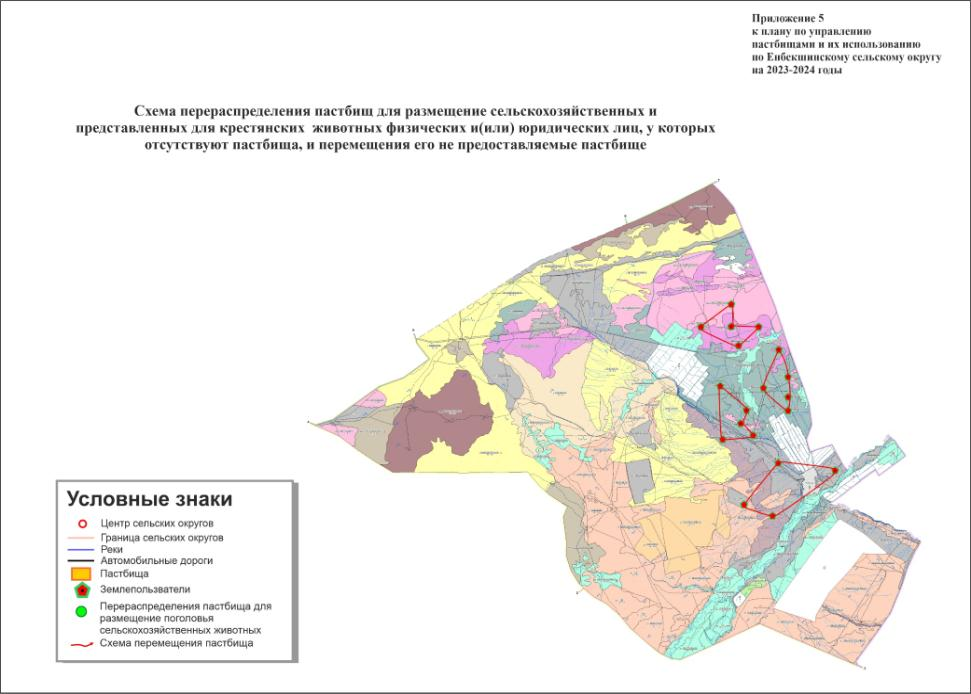 Приложение 5
к плану по управлению
пастбищами и их использованию
по Енбекшинскому сельскому округу
на 2023-2024 годы
Схема перераспределения пастбищ для размещение сельскохозяйственных и
представленных для крестянских животных физических и(или) юридических лиц, у которых
отсутствуют пастбища, и перемещения его не предоставляемые пастбище
Условные знаки
Центр сельских округов
Граница сельских округов
Реки
Автомобильные дороги
Пастбища
Землепользватели
Перераспределения пастбища для
размещение поголовья
сельскохозяйственных животных
Схема перемещения пастбища